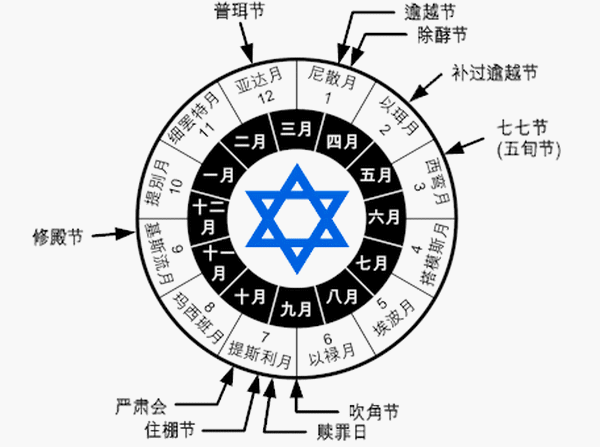 普珥节
逾越节
除酵节
补过逾越节
七七节
(五旬节)
修殿节
严肃会
住棚节
赎罪日
吹角节
尼散月
1
以珥月
2
西弯月
3
搭模斯月
4
埃波月
5
以禄月
6
提斯利月
7
玛西班月
8
基斯流月
9
提别月
10
细罢特月
11
亚达月
12
三月
四月
五月
六月
七月
八月
九月
十月
十一
月
十二
月
一月
二月